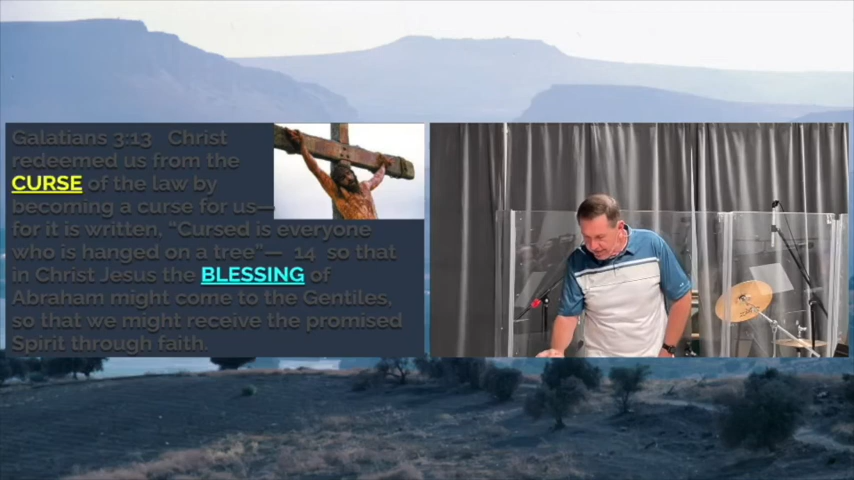 Galatians 3:13 Christ
redeemed us from the
CURSE of the law by
becoming a curse for us—
for it is written, “Cursed is everyone
who is hanged on a tree”— 14 so that
in Christ Jesus the BLESSING of
Abraham might come to the Gentiles,
so that we might receive the promised
Spirit through faith.